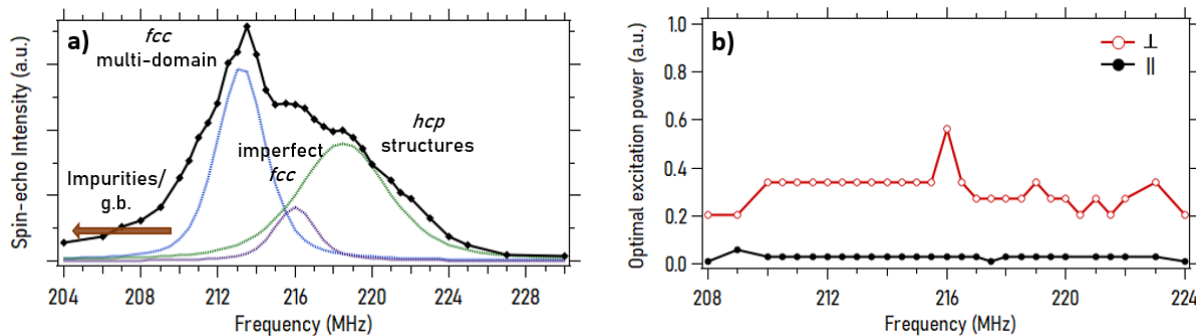 a)
fcc
multi-domain
hcp
structures
imperfect
fcc
Impurities/
g.b.
Spin-echo Intensity (a.u.)
204 208 212 216 220 224 228
Frequency (MHz)
b)
⊥
||
Optimal excitation power (a.u.)
1.0
0.8
0.6
0.4
0.2
0.0
208 212 216 220 224
Frequency (MHz)